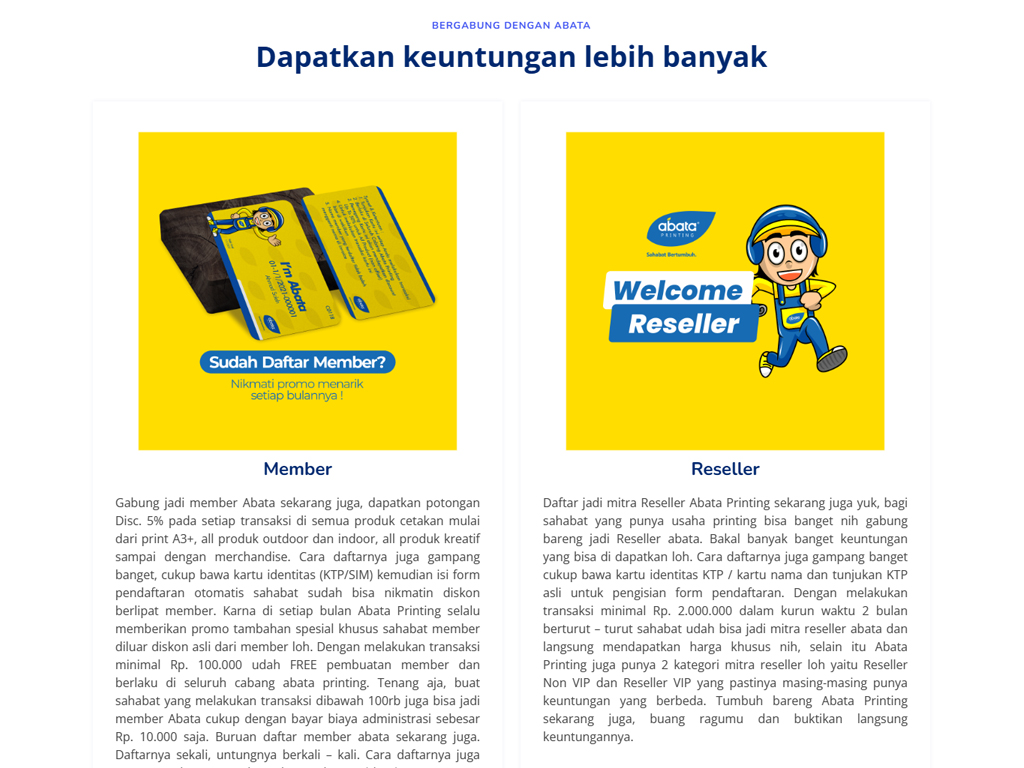 BERGABUNG DENGAN ABATA
Dapatkan keuntungan lebih banyak
I'm Abata
01-1/1/2021-00001
abata
Sudah Daftar Member?
Nikmati promo menarik
setiap bulannya !
Member
Gabung jadi member Abata sekarang juga, dapatkan potongan
Disc. 5% pada setiap transaksi di semua produk cetakan mulai
dari print A3+, all produk outdoor dan indoor, all produk kreatif
sampai dengan merchandise. Cara daftarnya juga gampang
banget, cukup bawa kartu identitas (KTP/SIM) kemudian isi form
pendaftaran otomatis sahabat sudah bisa nikmatin diskon
berlipat member. Karna di setiap bulan Abata Printing selalu
memberikan promo tambahan spesial khusus sahabat member
diluar diskon asli dari member loh. Dengan melakukan transaksi
minimal Rp. 100.000 udah FREE pembuatan member dan
berlaku di seluruh cabang abata printing. Tenang aja, buat
sahabat yang melakukan transaksi dibawah 100rb juga bisa jadi
member Abata cukup dengan bayar biaya administrasi sebesar
Rp. 10.000 saja. Buruan daftar member abata sekarang juga.
Daftarnya sekali, untungnya berkali – kali. Cara daftarnya juga
abata
PRINTING
Sahabat Bertumbuh.
Welcome
Reseller
Reseller
Daftar jadi mitra Reseller Abata Printing sekarang juga yuk, bagi
sahabat yang punya usaha printing bisa banget nih gabung
bareng jadi Reseller abata. Bakal banyak banget keuntungan
yang bisa di dapatkan loh. Cara daftarnya juga gampang banget
cukup bawa kartu identitas KTP / kartu nama dan tunjukan KTP
asli untuk pengisian form pendaftaran. Dengan melakukan
transaksi minimal Rp. 2.000.000 dalam kurun waktu 2 bulan
berturut – turut sahabat udah bisa jadi mitra reseller abata dan
langsung mendapatkan harga khusus nih, selain itu Abata
Printing juga punya 2 kategori mitra reseller loh yaitu Reseller
Non VIP dan Reseller VIP yang pastinya masing-masing punya
keuntungan yang berbeda. Tumbuh bareng Abata Printing
sekarang juga, buang ragumu dan buktikan langsung
keuntungannya.